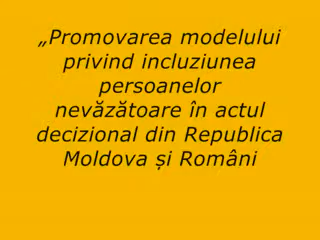 „Promovarea modelului
privind incluziunea
persoanelor
nevăzătoare în actul
decizional din Republica
Moldova și Români